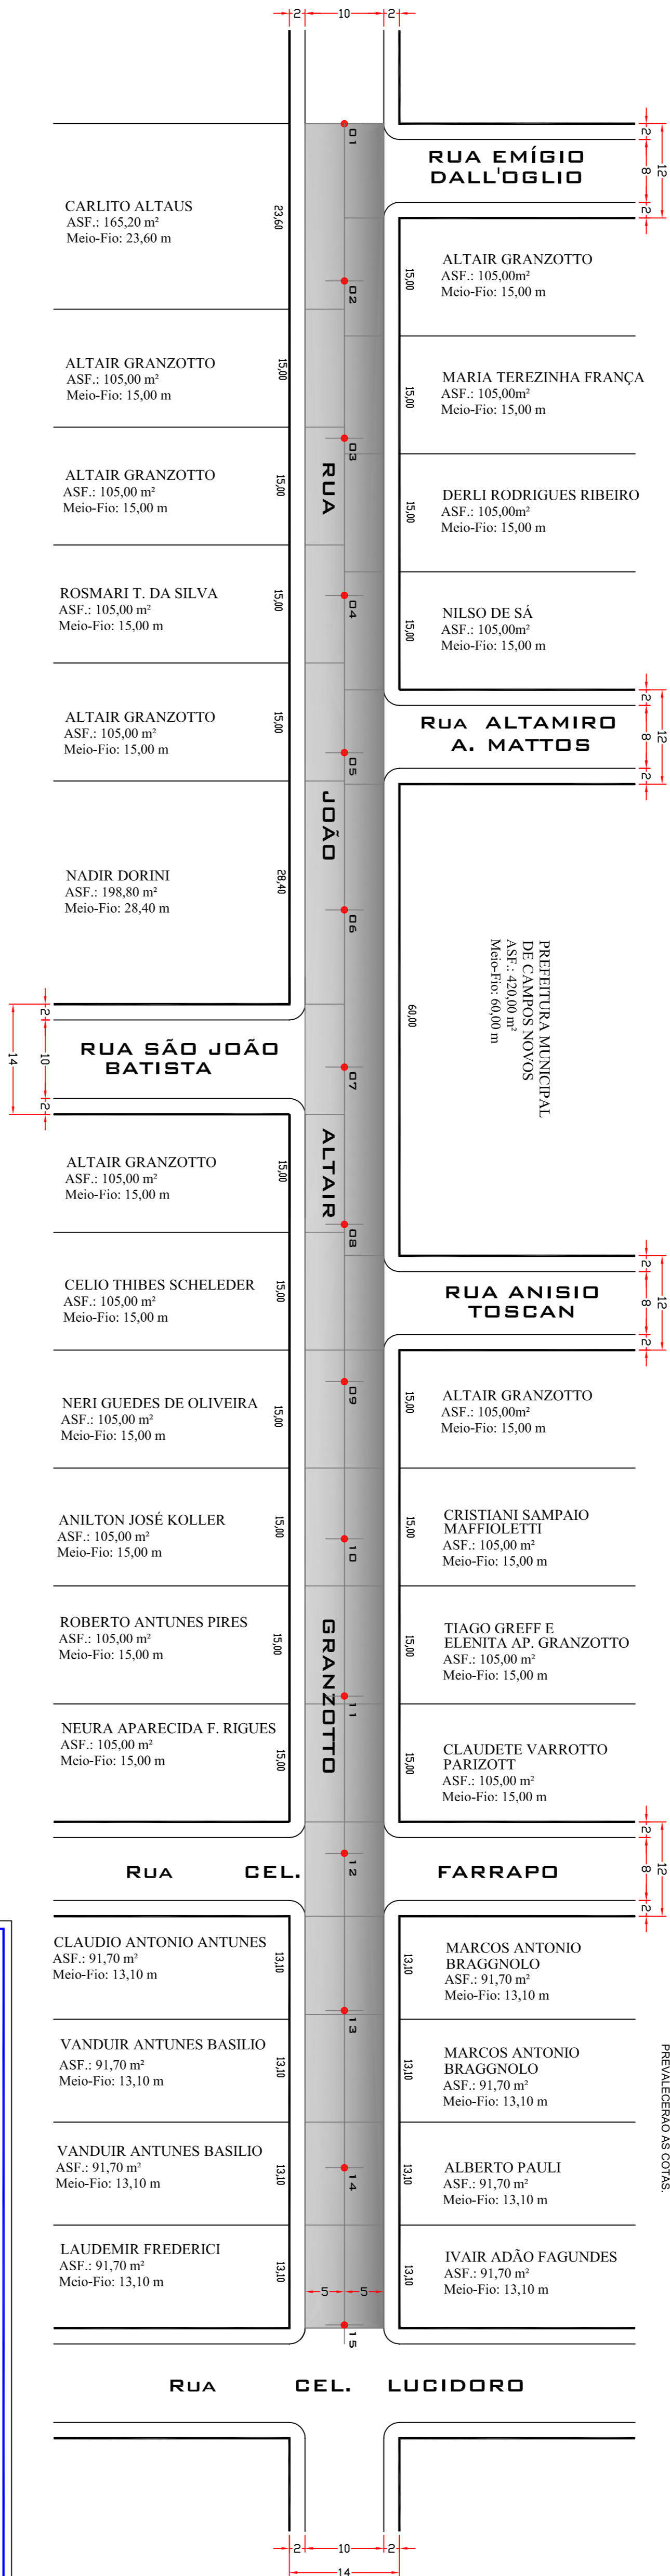 2 10 2
01
RUA EMÍGIO
DALL'OGLIO
2 8 2
12
CARLITO ALTAUS
ASF.: 165,20 m²
Meio-Fio: 23,60 m
23,60
ALTAIR GRANZOTTO
ASF.: 105,00m²
Meio-Fio: 15,00 m
15,00
02
ALTAIR GRANZOTTO
ASF.: 105,00 m²
Meio-Fio: 15,00 m
15,00
MARIA TEREZINHA FRANÇA
ASF.: 105,00m²
Meio-Fio: 15,00 m
15,00
03
RUA
ALTAIR GRANZOTTO
ASF.: 105,00 m²
Meio-Fio: 15,00 m
15,00
DERLI RODRIGUES RIBEIRO
ASF.: 105,00m²
Meio-Fio: 15,00 m
15,00
ROSMARI T. DA SILVA
ASF.: 105,00 m²
Meio-Fio: 15,00 m
15,00
04
NILSO DE SÁ
ASF.: 105,00m²
Meio-Fio: 15,00 m
15,00
ALTAIR GRANZOTTO
ASF.: 105,00 m²
Meio-Fio: 15,00 m
15,00
05
Rua ALTAMIRO
A. MATTOS
2 8 2
12
JOÃO
NADIR DORINI
ASF.: 198,80 m²
Meio-Fio: 28,40 m
28,40
06
PREFEITURA MUNICIPAL
DE CAMPOS NOVOS
ASF.: 420,00 m²
Meio-Fio: 60,00 m
60,00
RUA SÃO JOÃO
BATISTA
2 10 2
14
07
ALTAIR
ALTAIR GRANZOTTO
ASF.: 105,00 m²
Meio-Fio: 15,00 m
15,00
08
CELIO THIBES SCHELEDER
ASF.: 105,00 m²
Meio-Fio: 15,00 m
15,00
RUA ANISIO
TOSCAN
2 8 2
12
09
NERI GUEDES DE OLIVEIRA
ASF.: 105,00 m²
Meio-Fio: 15,00 m
15,00
ALTAIR GRANZOTTO
ASF.: 105,00m²
Meio-Fio: 15,00 m
15,00
ANILTON JOSÉ KOLLER
ASF.: 105,00 m²
Meio-Fio: 15,00 m
15,00
10
CRISTIANI SAMPAIO
MAFFIOLETTI
ASF.: 105,00 m²
Meio-Fio: 15,00 m
15,00
GRANZOTTO
ROBERTO ANTUNES PIRES
ASF.: 105,00 m²
Meio-Fio: 15,00 m
15,00
TIAGO GREFF E
ELENITA AP. GRANZOTTO
ASF.: 105,00 m²
Meio-Fio: 15,00 m
15,00
11
NEURA APARECIDA F. RIGUES
ASF.: 105,00 m²
Meio-Fio: 15,00 m
15,00
CLAUDETE VARROTTO
PARIZOTT
ASF.: 105,00 m²
Meio-Fio: 15,00 m
15,00
12
Rua CEL. FARRAPO
2 8 2
12
CLAUDIO ANTONIO ANTUNES
ASF.: 91,70 m²
Meio-Fio: 13,10 m
13,10
MARCOS ANTONIO
BRAGGNOLO
ASF.: 91,70 m²
Meio-Fio: 13,10 m
13,10
13
VANDUIR ANTUNES BASILIO
ASF.: 91,70 m²
Meio-Fio: 13,10 m
13,10
MARCOS ANTONIO
BRAGGNOLO
ASF.: 91,70 m²
Meio-Fio: 13,10 m
13,10
PREVALECERAO AS COTAS.
VANDUIR ANTUNES BASILIO
ASF.: 91,70 m²
Meio-Fio: 13,10 m
13,10
14
ALBERTO PAULI
ASF.: 91,70 m²
Meio-Fio: 13,10 m
13,10
LAUDEMIR FREDERICI
ASF.: 91,70 m²
Meio-Fio: 13,10 m
13,10
IVAIR ADÃO FAGUNDES
ASF.: 91,70 m²
Meio-Fio: 13,10 m
13,10
5 5
15
Rua CEL. LUCIDORO
2 10 2
14